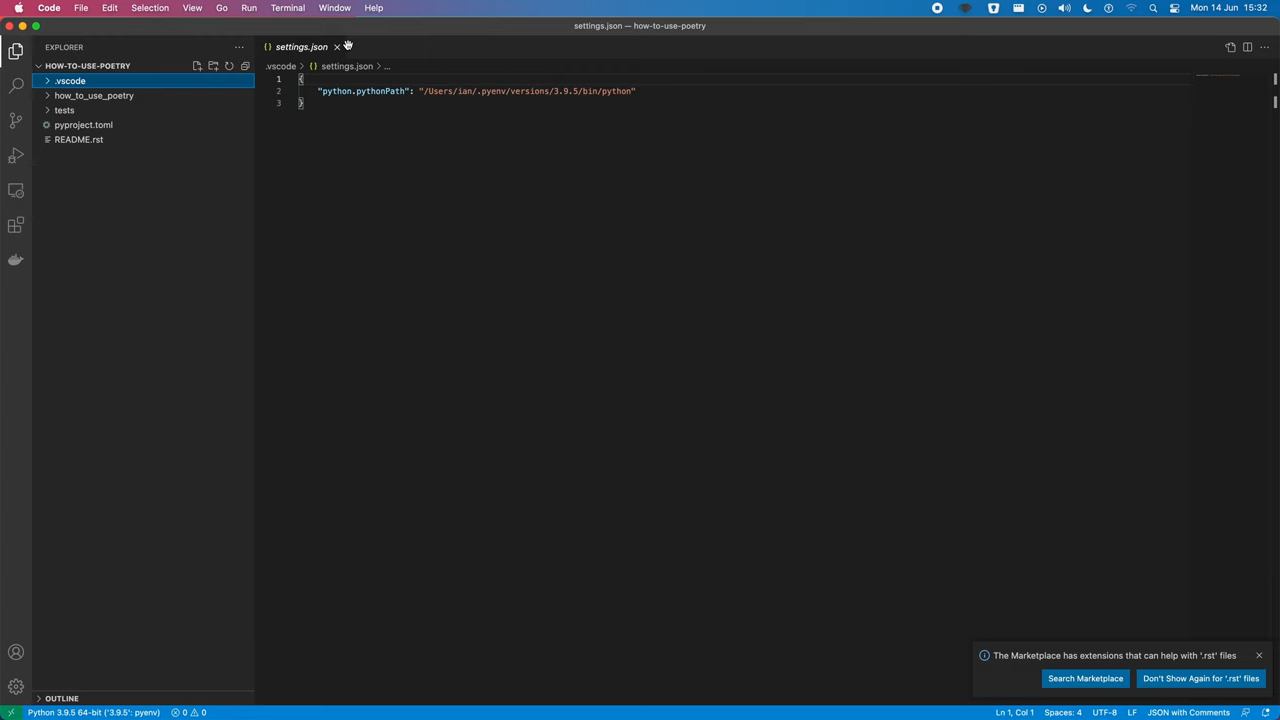 Code File Edit Selection View Go Run Terminal Window Help Mon 14 Jun 15:32
settings.json — how-to-use-poetry
EXPLORER
HOW-TO-USE-POETRY
.vscode
how_to_use_poetry
tests
pyproject.toml
README.rst
OUTLINE
{} settings.json
.vscode > {} settings.json > ...
1 {
2 "python.pythonPath": "/Users/ian/.pyenv/versions/3.9.5/bin/python"
3 }
The Marketplace has extensions that can help with '.rst' files
Search Marketplace Don't Show Again for '.rst' files
Python 3.9.5 64-bit ('3.9.5': pyenv) 0 0 Ln 1, Col 1 Spaces: 4 UTF-8 LF JSON with Comments